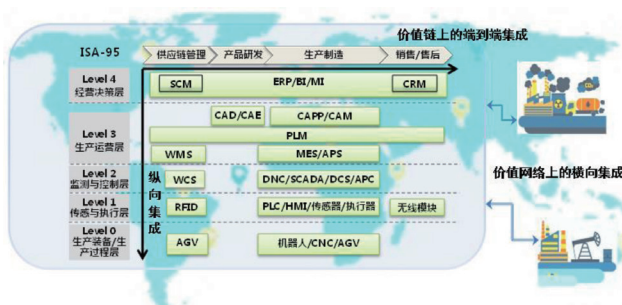 价值链上的端到端集成
ISA-95
供应链管理
产品研发
生产制造
销售/售后
Level 4
经营决策层
SCM
ERP/BI/MI
CRM
CAD/CAE
CAPP/CAM
Level 3
生产运营层
PLM
WMS
MES/APS
纵向集成
价值网络上的横向集成
Level 2
监测与控制层
WCS
DNC/SCADA/DCS/APC
Level 1
传感与执行层
RFID
PLC/HMI/传感器/执行器
无线模块
Level 0
生产装备/生
产过程层
AGV
机器人/CNC/AGV